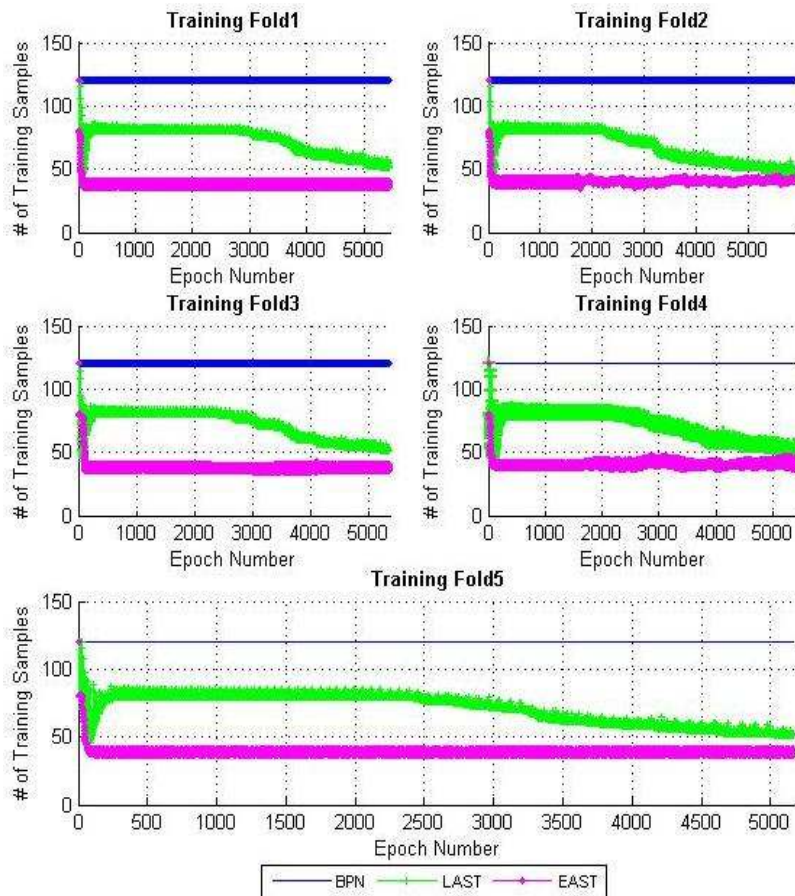 Training Fold1
Training Fold2
# of Training Samples
150
100
50
0
0 1000 2000 3000 4000 5000
Epoch Number
# of Training Samples
150
100
50
0
0 1000 2000 3000 4000 5000
Epoch Number
Training Fold3
Training Fold4
# of Training Samples
150
100
50
0
0 1000 2000 3000 4000 5000
Epoch Number
# of Training Samples
150
100
50
0
0 1000 2000 3000 4000 5000
Epoch Number
Training Fold5
# of Training Samples
150
100
50
0
0 500 1000 1500 2000 2500 3000 3500 4000 4500 5000
Epoch Number
BPN LAST EAST